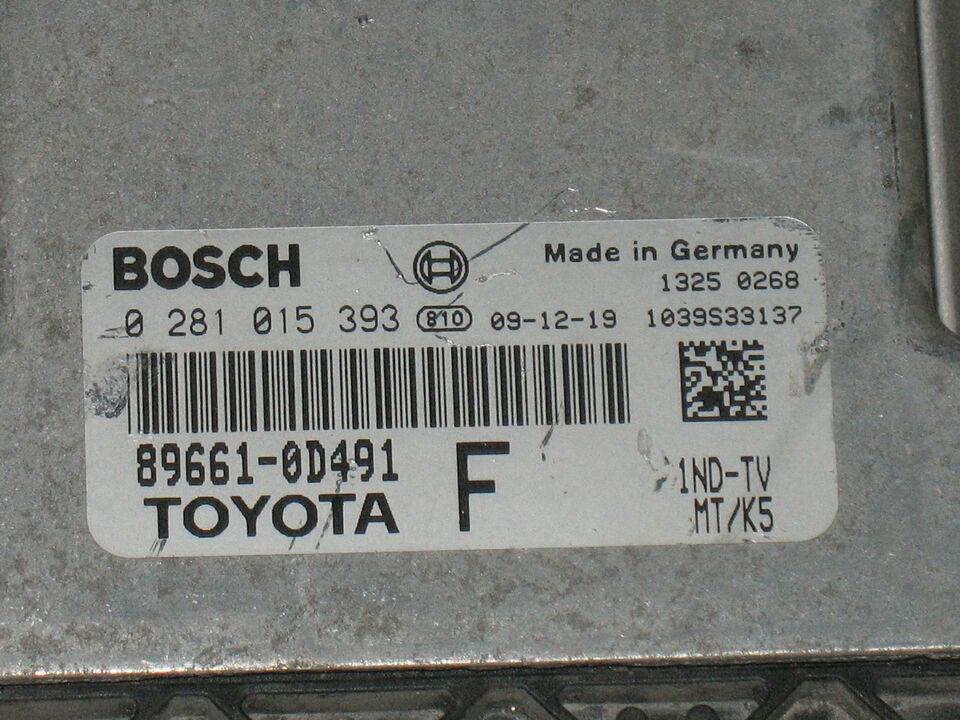 BOSCH
Made in Germany
1325 0268
0 281 015 393 810 09-12-19 1039S33137
89661-0D491
TOYOTA
F
1ND-TV
MT/K5